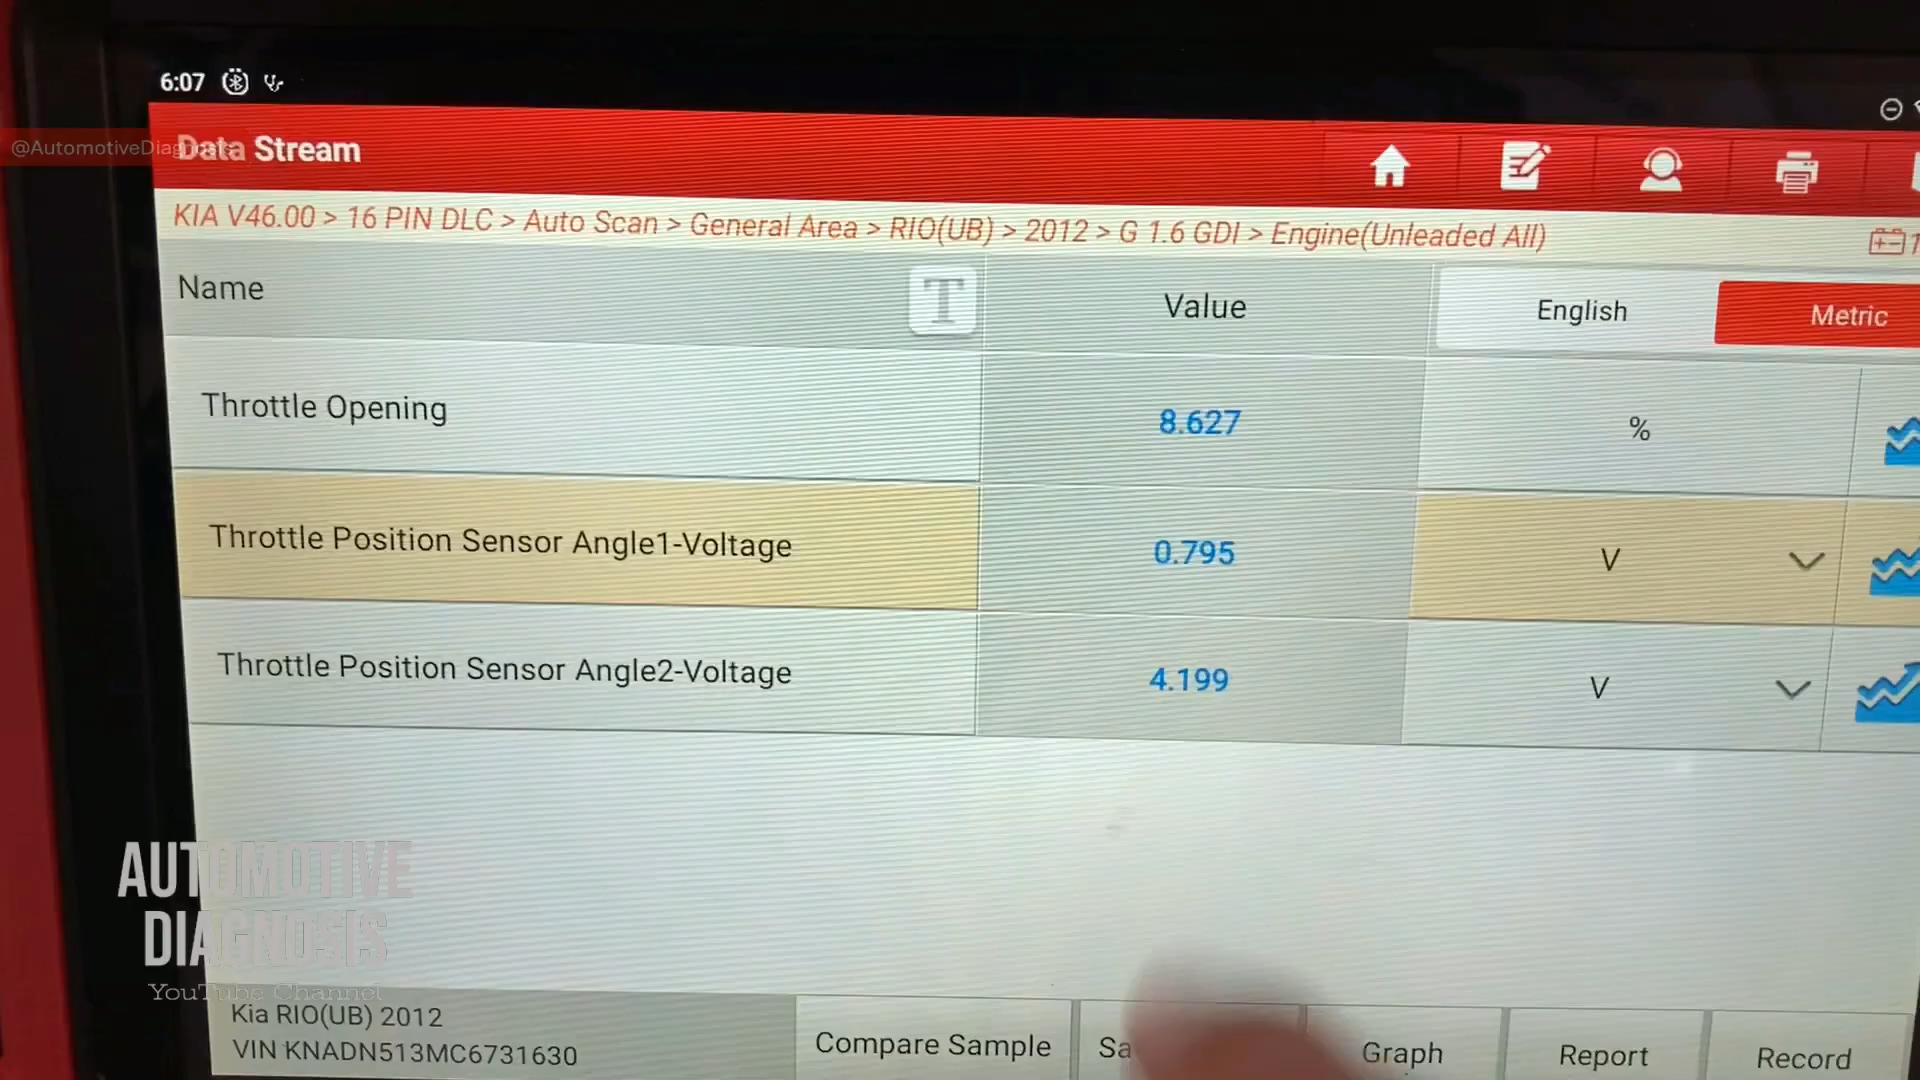 6:07
@AutomotiveDiagnosis
Data Stream
KIA V46.00 > 16 PIN DLC > Auto Scan > General Area > RIO(UB) > 2012 > G 1.6 GDI > Engine(Unleaded All)
Name T Value English Metric
Throttle Opening 8.627 %
Throttle Position Sensor Angle1-Voltage 0.795 V
Throttle Position Sensor Angle2-Voltage 4.199 V
AUTOMOTIVE
DIAGNOSIS
YouTube Channel
Kia RIO(UB) 2012
VIN KNADN513MC6731630
Compare Sample Graph Report Record